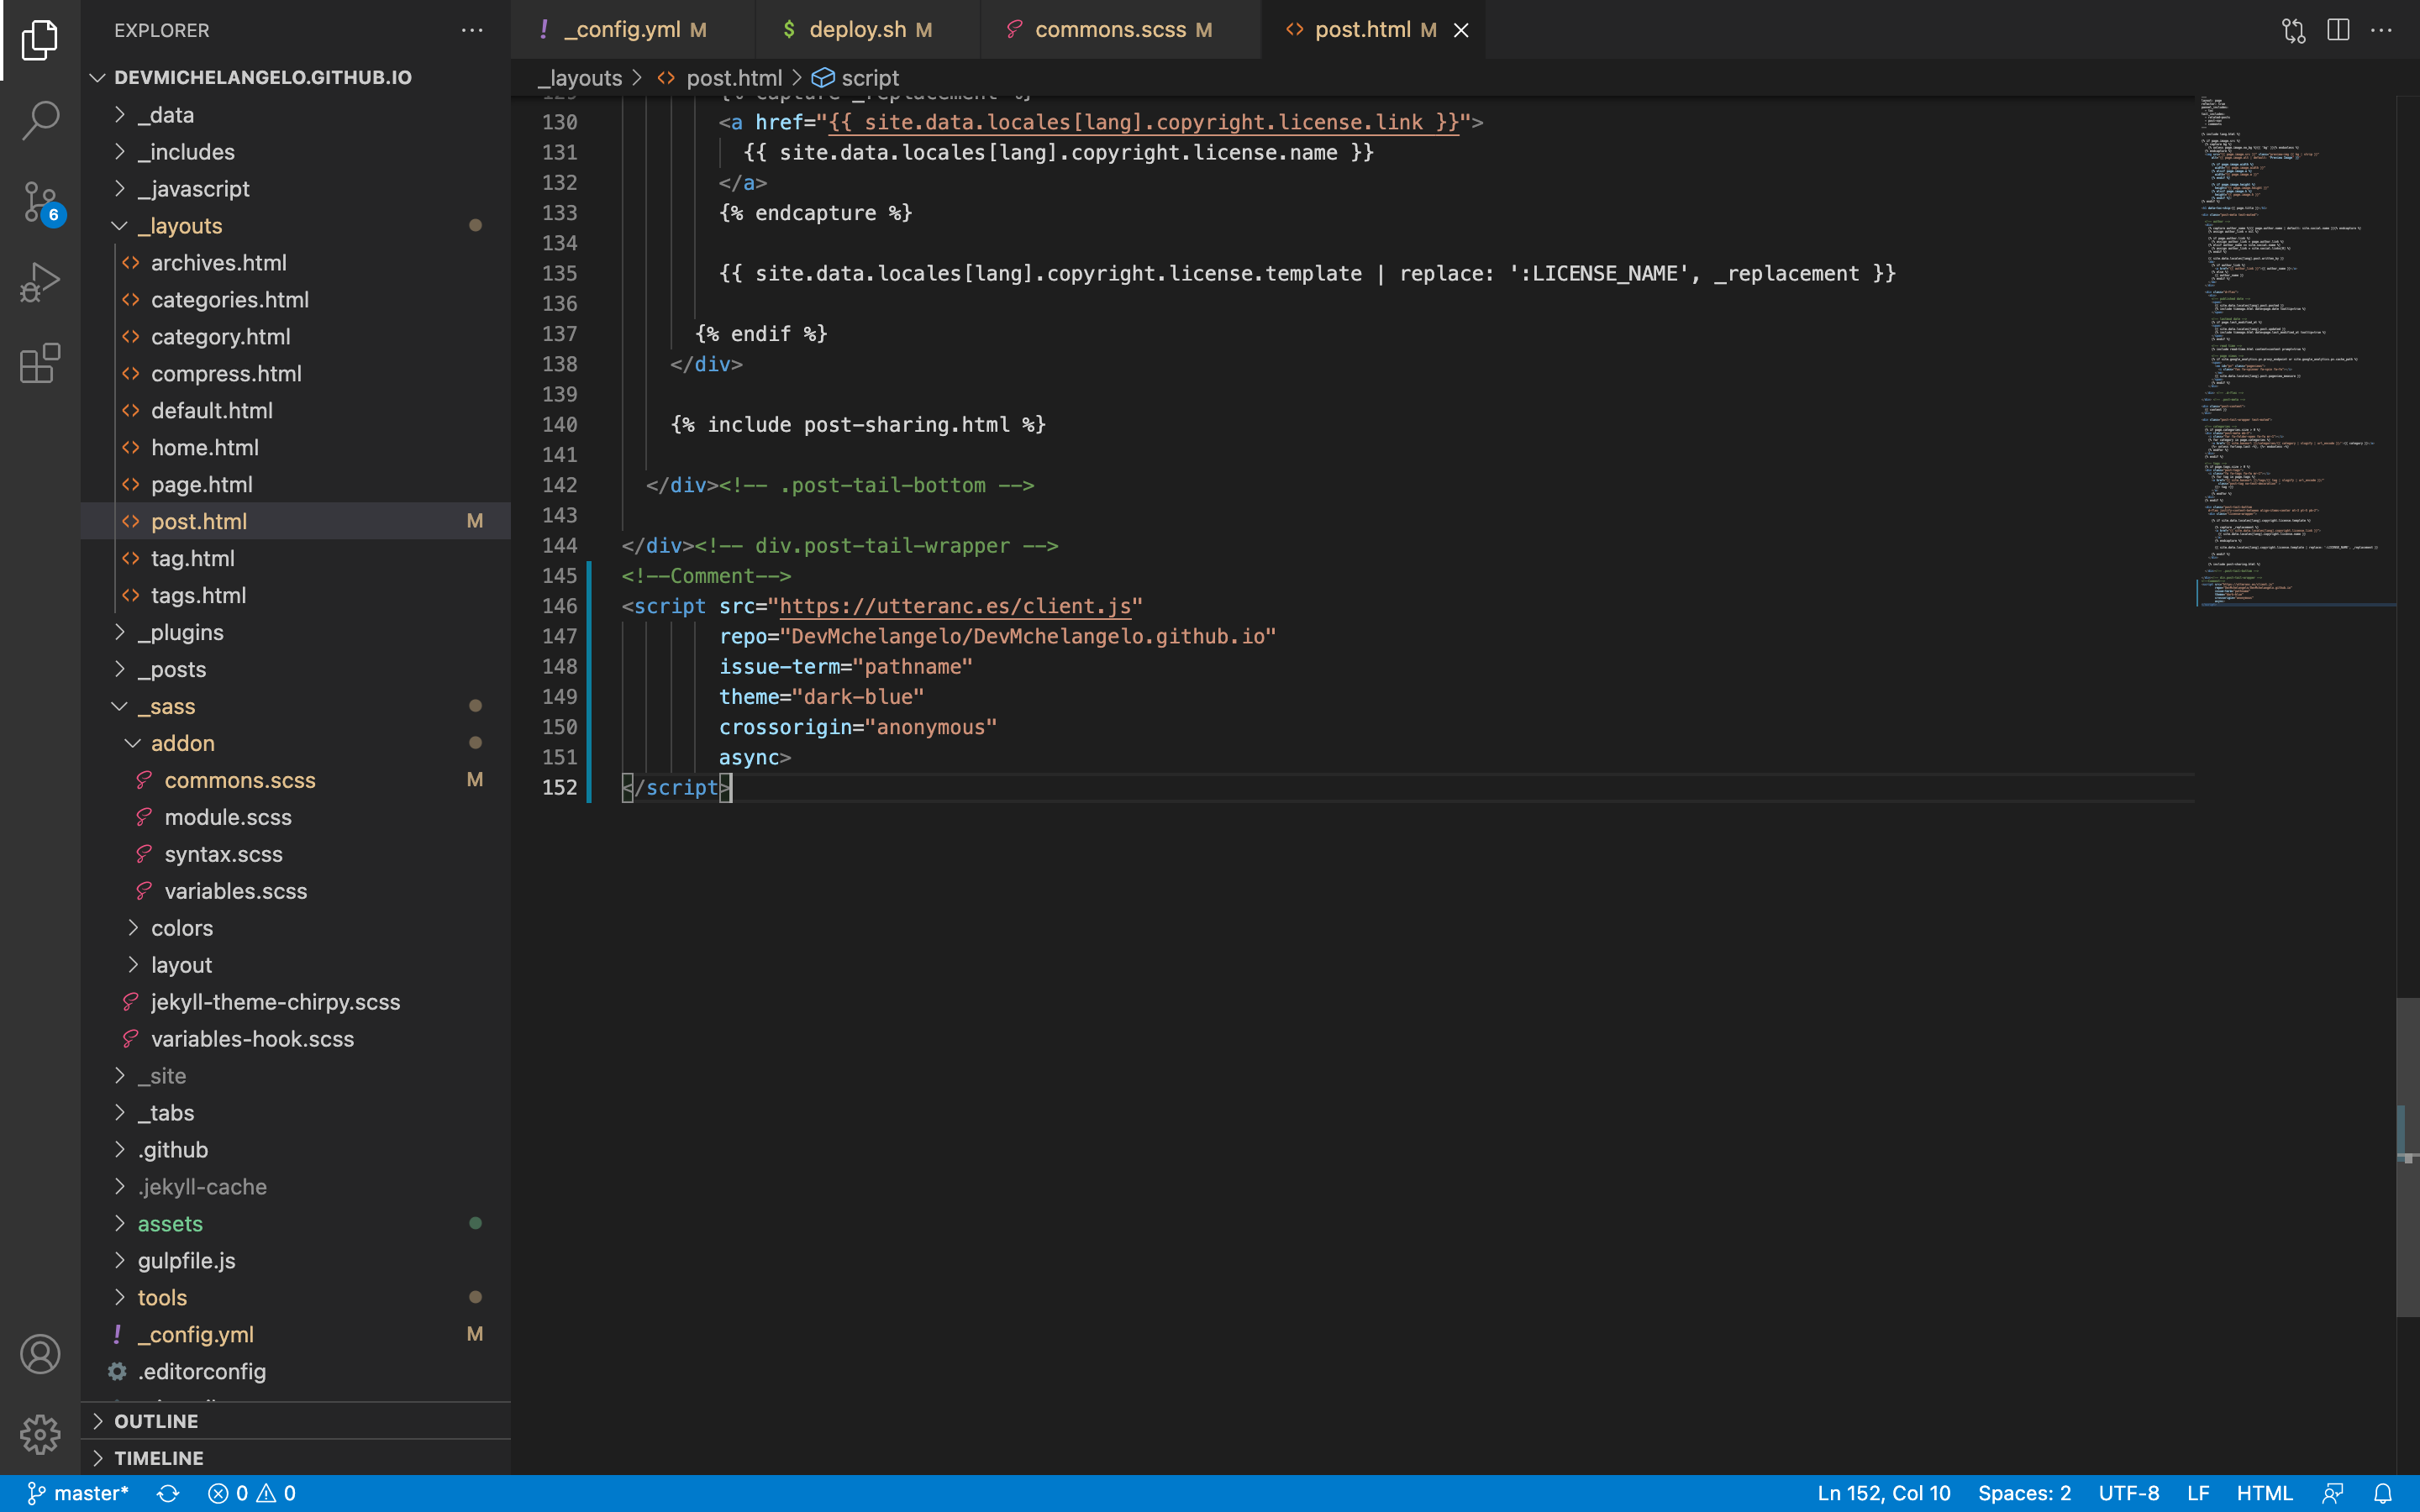 EXPLORER
DEVMICHELANGELO.GITHUB.IO
_data
_includes
_javascript
_layouts
archives.html
categories.html
category.html
compress.html
default.html
home.html
page.html
post.html M
tag.html
tags.html
_plugins
_posts
_sass
addon
commons.scss M
module.scss
syntax.scss
variables.scss
colors
layout
jekyll-theme-chirpy.scss
variables-hook.scss
_site
_tabs
.github
.jekyll-cache
assets
gulpfile.js
tools
! _config.yml M
.editorconfig
OUTLINE
TIMELINE
6
! _config.yml M
$ deploy.sh M
commons.scss M
<> post.html M
_layouts > <> post.html > script
129 {% capture _replacement %}
130 <a href="{{ site.data.locales[lang].copyright.license.link }}">
131 {{ site.data.locales[lang].copyright.license.name }}
132 </a>
133 {% endcapture %}
134
135 {{ site.data.locales[lang].copyright.license.template | replace: ':LICENSE_NAME', _replacement }}
136
137 {% endif %}
138 </div>
139
140 {% include post-sharing.html %}
141
142 </div><!-- .post-tail-bottom -->
143
144 </div><!-- div.post-tail-wrapper -->
145 <!--Comment-->
146 <script src="https://utteranc.es/client.js"
147 repo="DevMchelangelo/DevMchelangelo.github.io"
148 issue-term="pathname"
149 theme="dark-blue"
150 crossorigin="anonymous"
151 async>
152 </script>
master* 0 0
Ln 152, Col 10 Spaces: 2 UTF-8 LF HTML